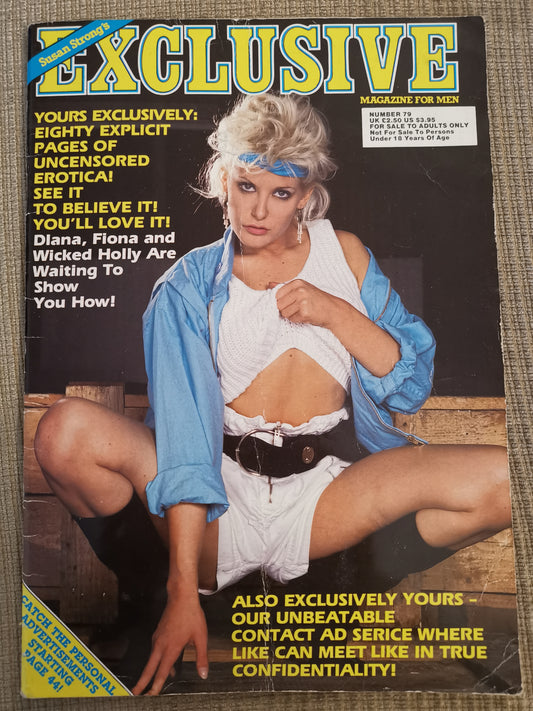 Susan Strong's
EXCLUSIVE
MAGAZINE FOR MEN
NUMBER 79
UK £2.50 US $3.95
FOR SALE TO ADULTS ONLY
Not For Sale To Persons
Under 18 Years Of Age
YOURS EXCLUSIVELY:
EIGHTY EXPLICIT
PAGES OF
UNCENSORED
EROTICA!
SEE IT
TO BELIEVE IT!
YOU'LL LOVE IT!
Diana, Fiona and
Wicked Holly Are
Waiting To
Show
You How!
ALSO EXCLUSIVELY YOURS -
OUR UNBEATABLE
CONTACT AD SERICE WHERE
LIKE CAN MEET LIKE IN TRUE
CONFIDENTIALITY!
CATCH THE PERSONAL
ADVERTISEMENTS
STARTING
PAGE 44!